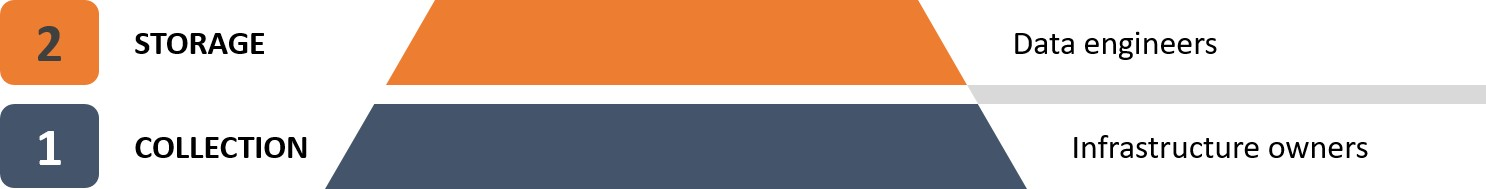 2 STORAGE Data engineers
1 COLLECTION Infrastructure owners